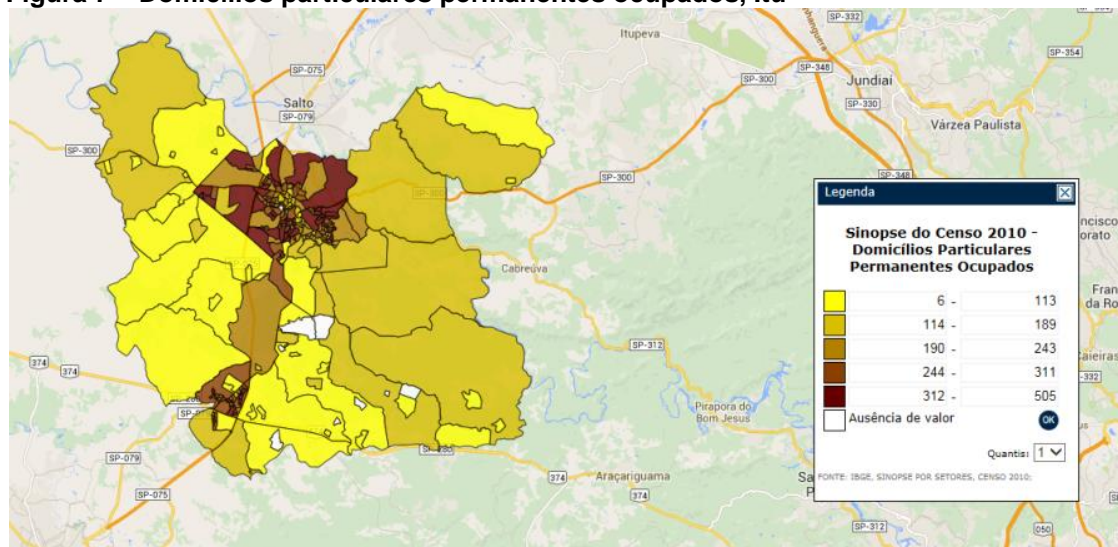 Domicílios particulares permanentes ocupados, Itu
SP-332
Itupeva
SP-354
SP-348
SP-075
SP-300
Jundiaí
SP-330
Salto
SP-079
Várzea Paulista
SP-300
SP-300
SP-348
Legenda
Sinopse do Censo 2010 -
Domicílios Particulares
Permanentes Ocupados
Cabreúva
6 - 113
114 - 189
190 - 243
244 - 311
312 - 505
Ausência de valor
OK
Quantis: 1
FONTE: IBGE, SINOPSE POR SETORES, CENSO 2010;
SP-312
374
374
Pirapora do
Bom Jesus
SP-079
374
Araçariguama
374
SP-075
SP-312
050